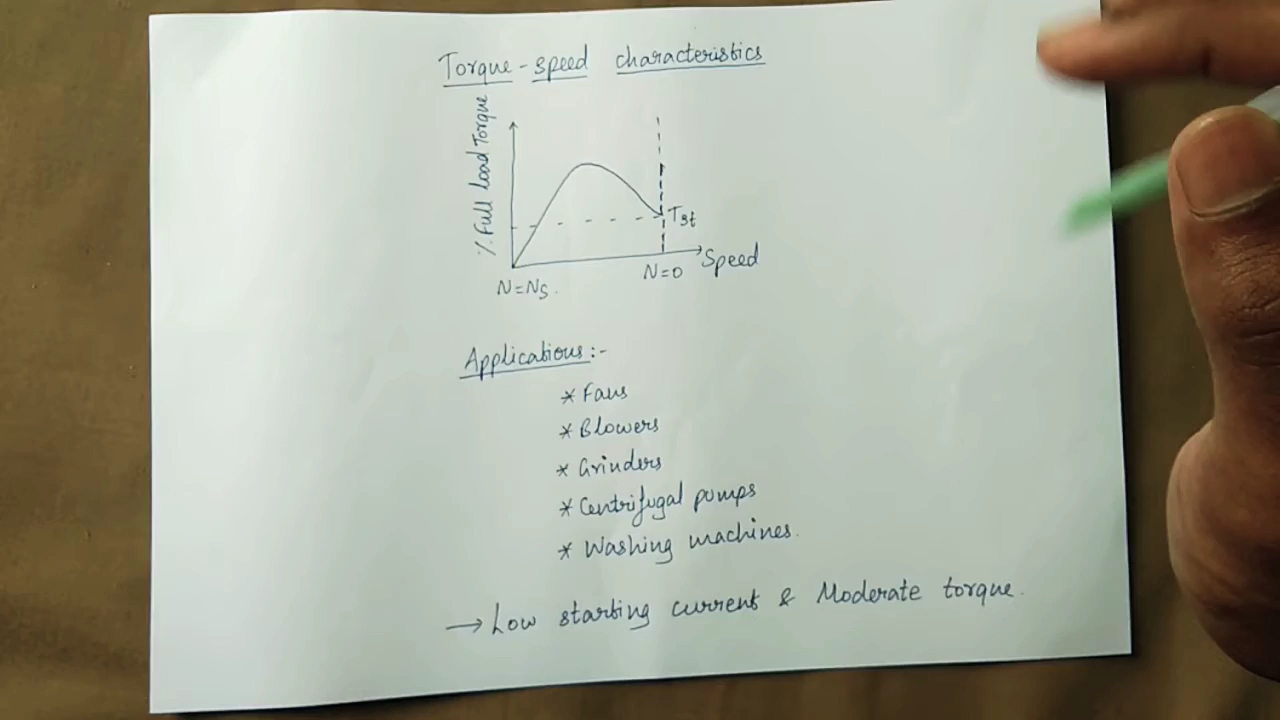 Torque - speed characteristics
% Full load Torque
Tst
Speed
N=NS
N=0
Applications:-
* Fans
* Blowers
* Grinders
* Centrifugal pumps
* Washing machines.
→ Low starting current & Moderate torque.